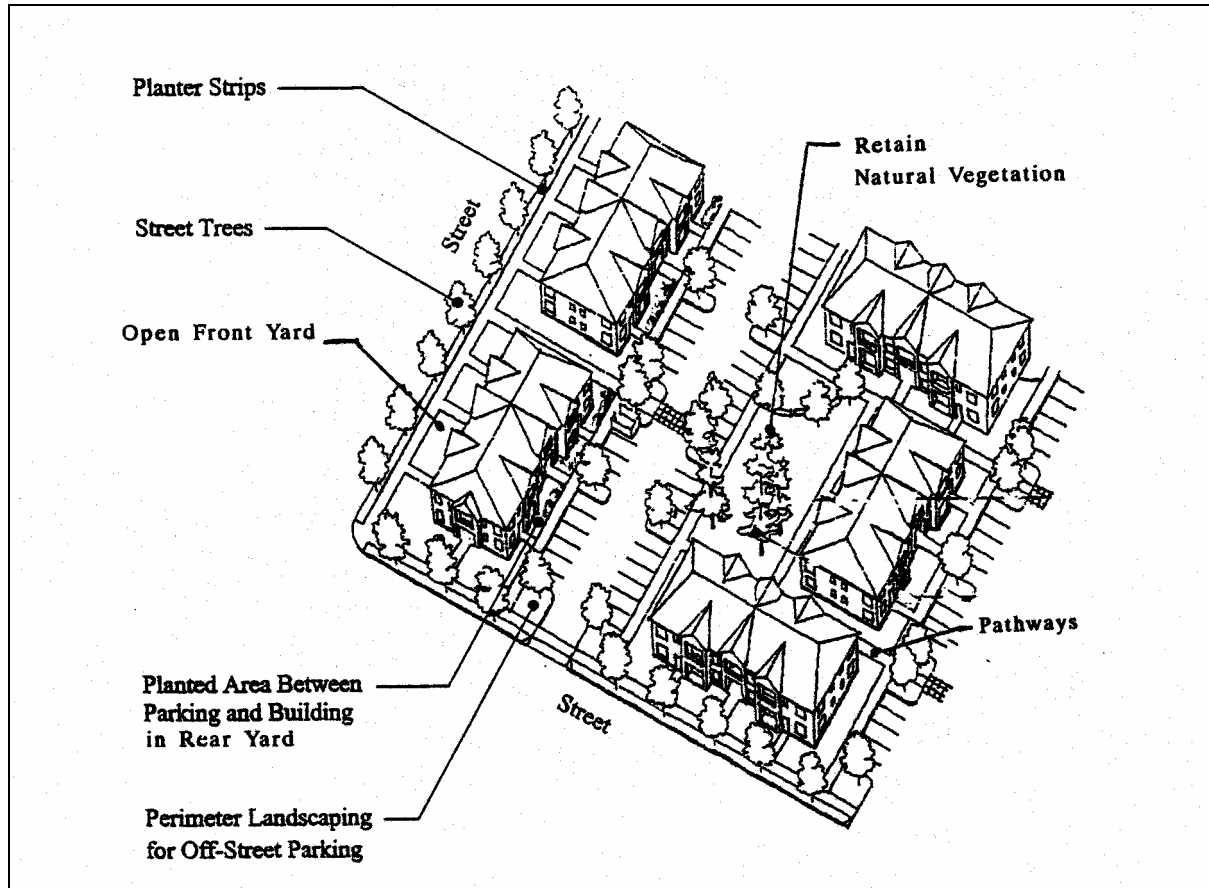 Planter Strips
Street Trees
Street
Open Front Yard
Retain
Natural Vegetation
Pathways
Street
Planted Area Between
Parking and Building
in Rear Yard
Perimeter Landscaping
for Off-Street Parking